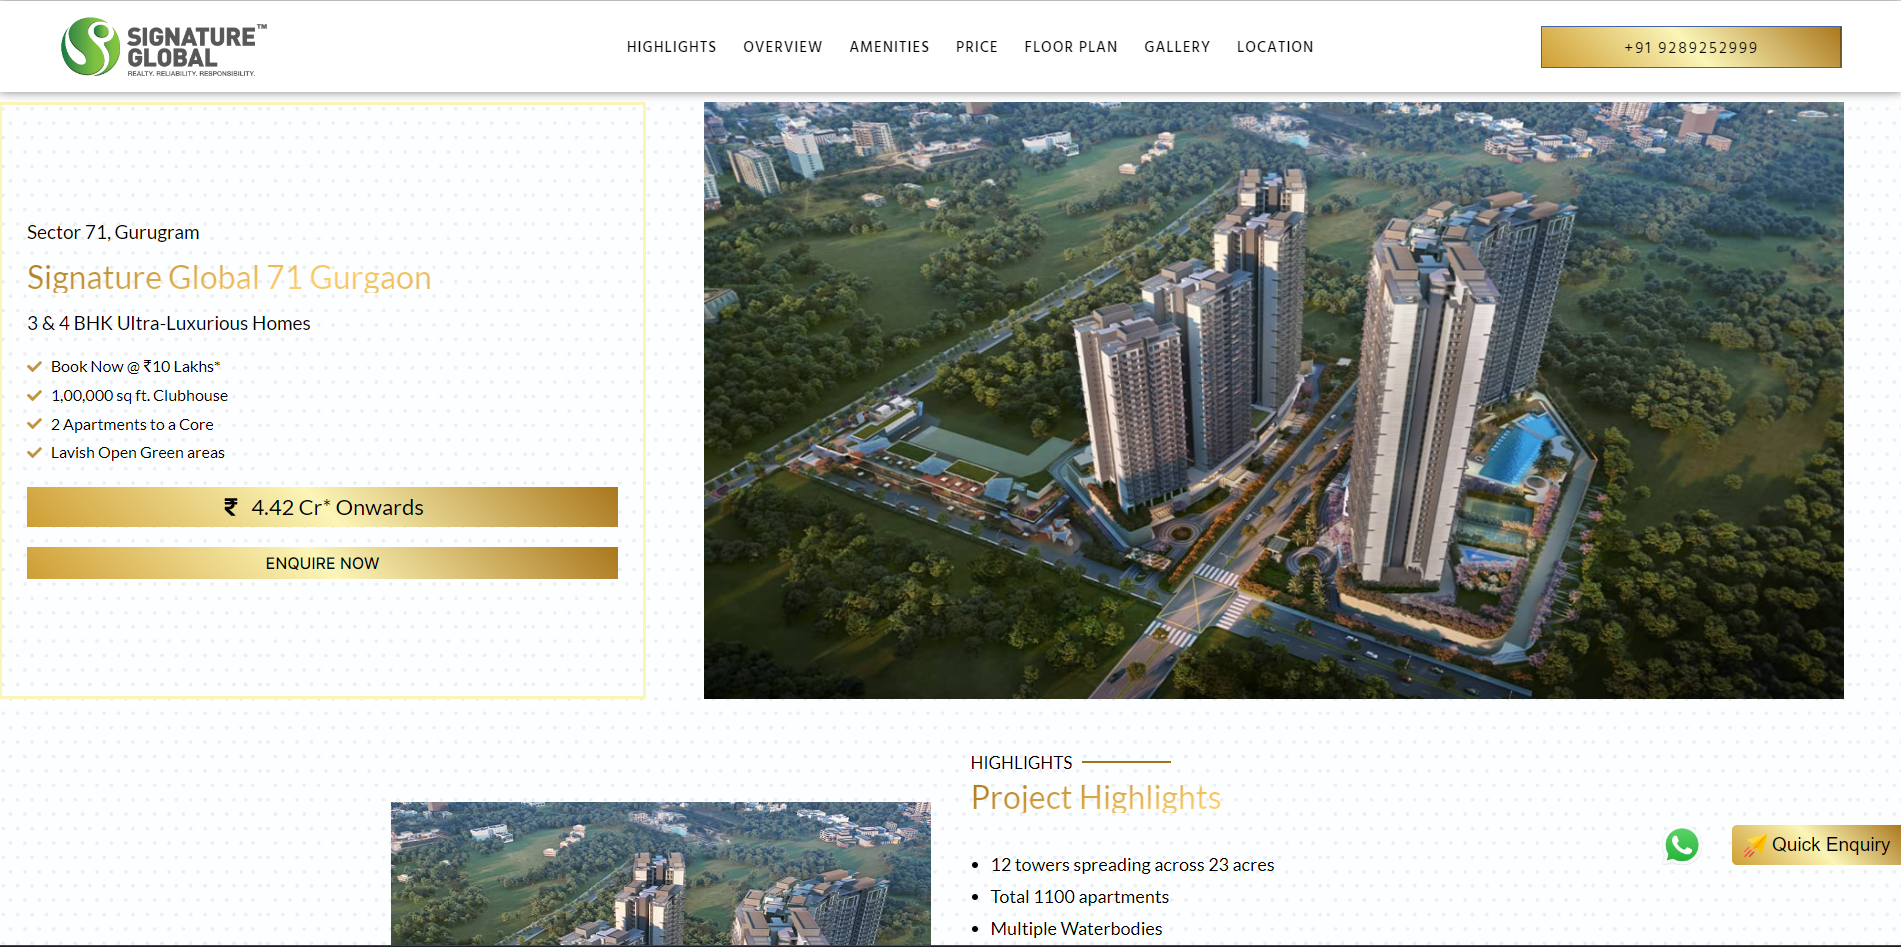 SIGNATURE™
GLOBAL
REALTY. RELIABILITY. RESPONSIBILITY.
HIGHLIGHTS OVERVIEW AMENITIES PRICE FLOOR PLAN GALLERY LOCATION
+91 9289252999
Sector 71, Gurugram
Signature Global 71 Gurgaon
3 & 4 BHK Ultra-Luxurious Homes
Book Now @ ₹10 Lakhs*
1,00,000 sq ft. Clubhouse
2 Apartments to a Core
Lavish Open Green areas
₹ 4.42 Cr* Onwards
ENQUIRE NOW
HIGHLIGHTS
Project Highlights
• 12 towers spreading across 23 acres
• Total 1100 apartments
• Multiple Waterbodies
Quick Enquiry